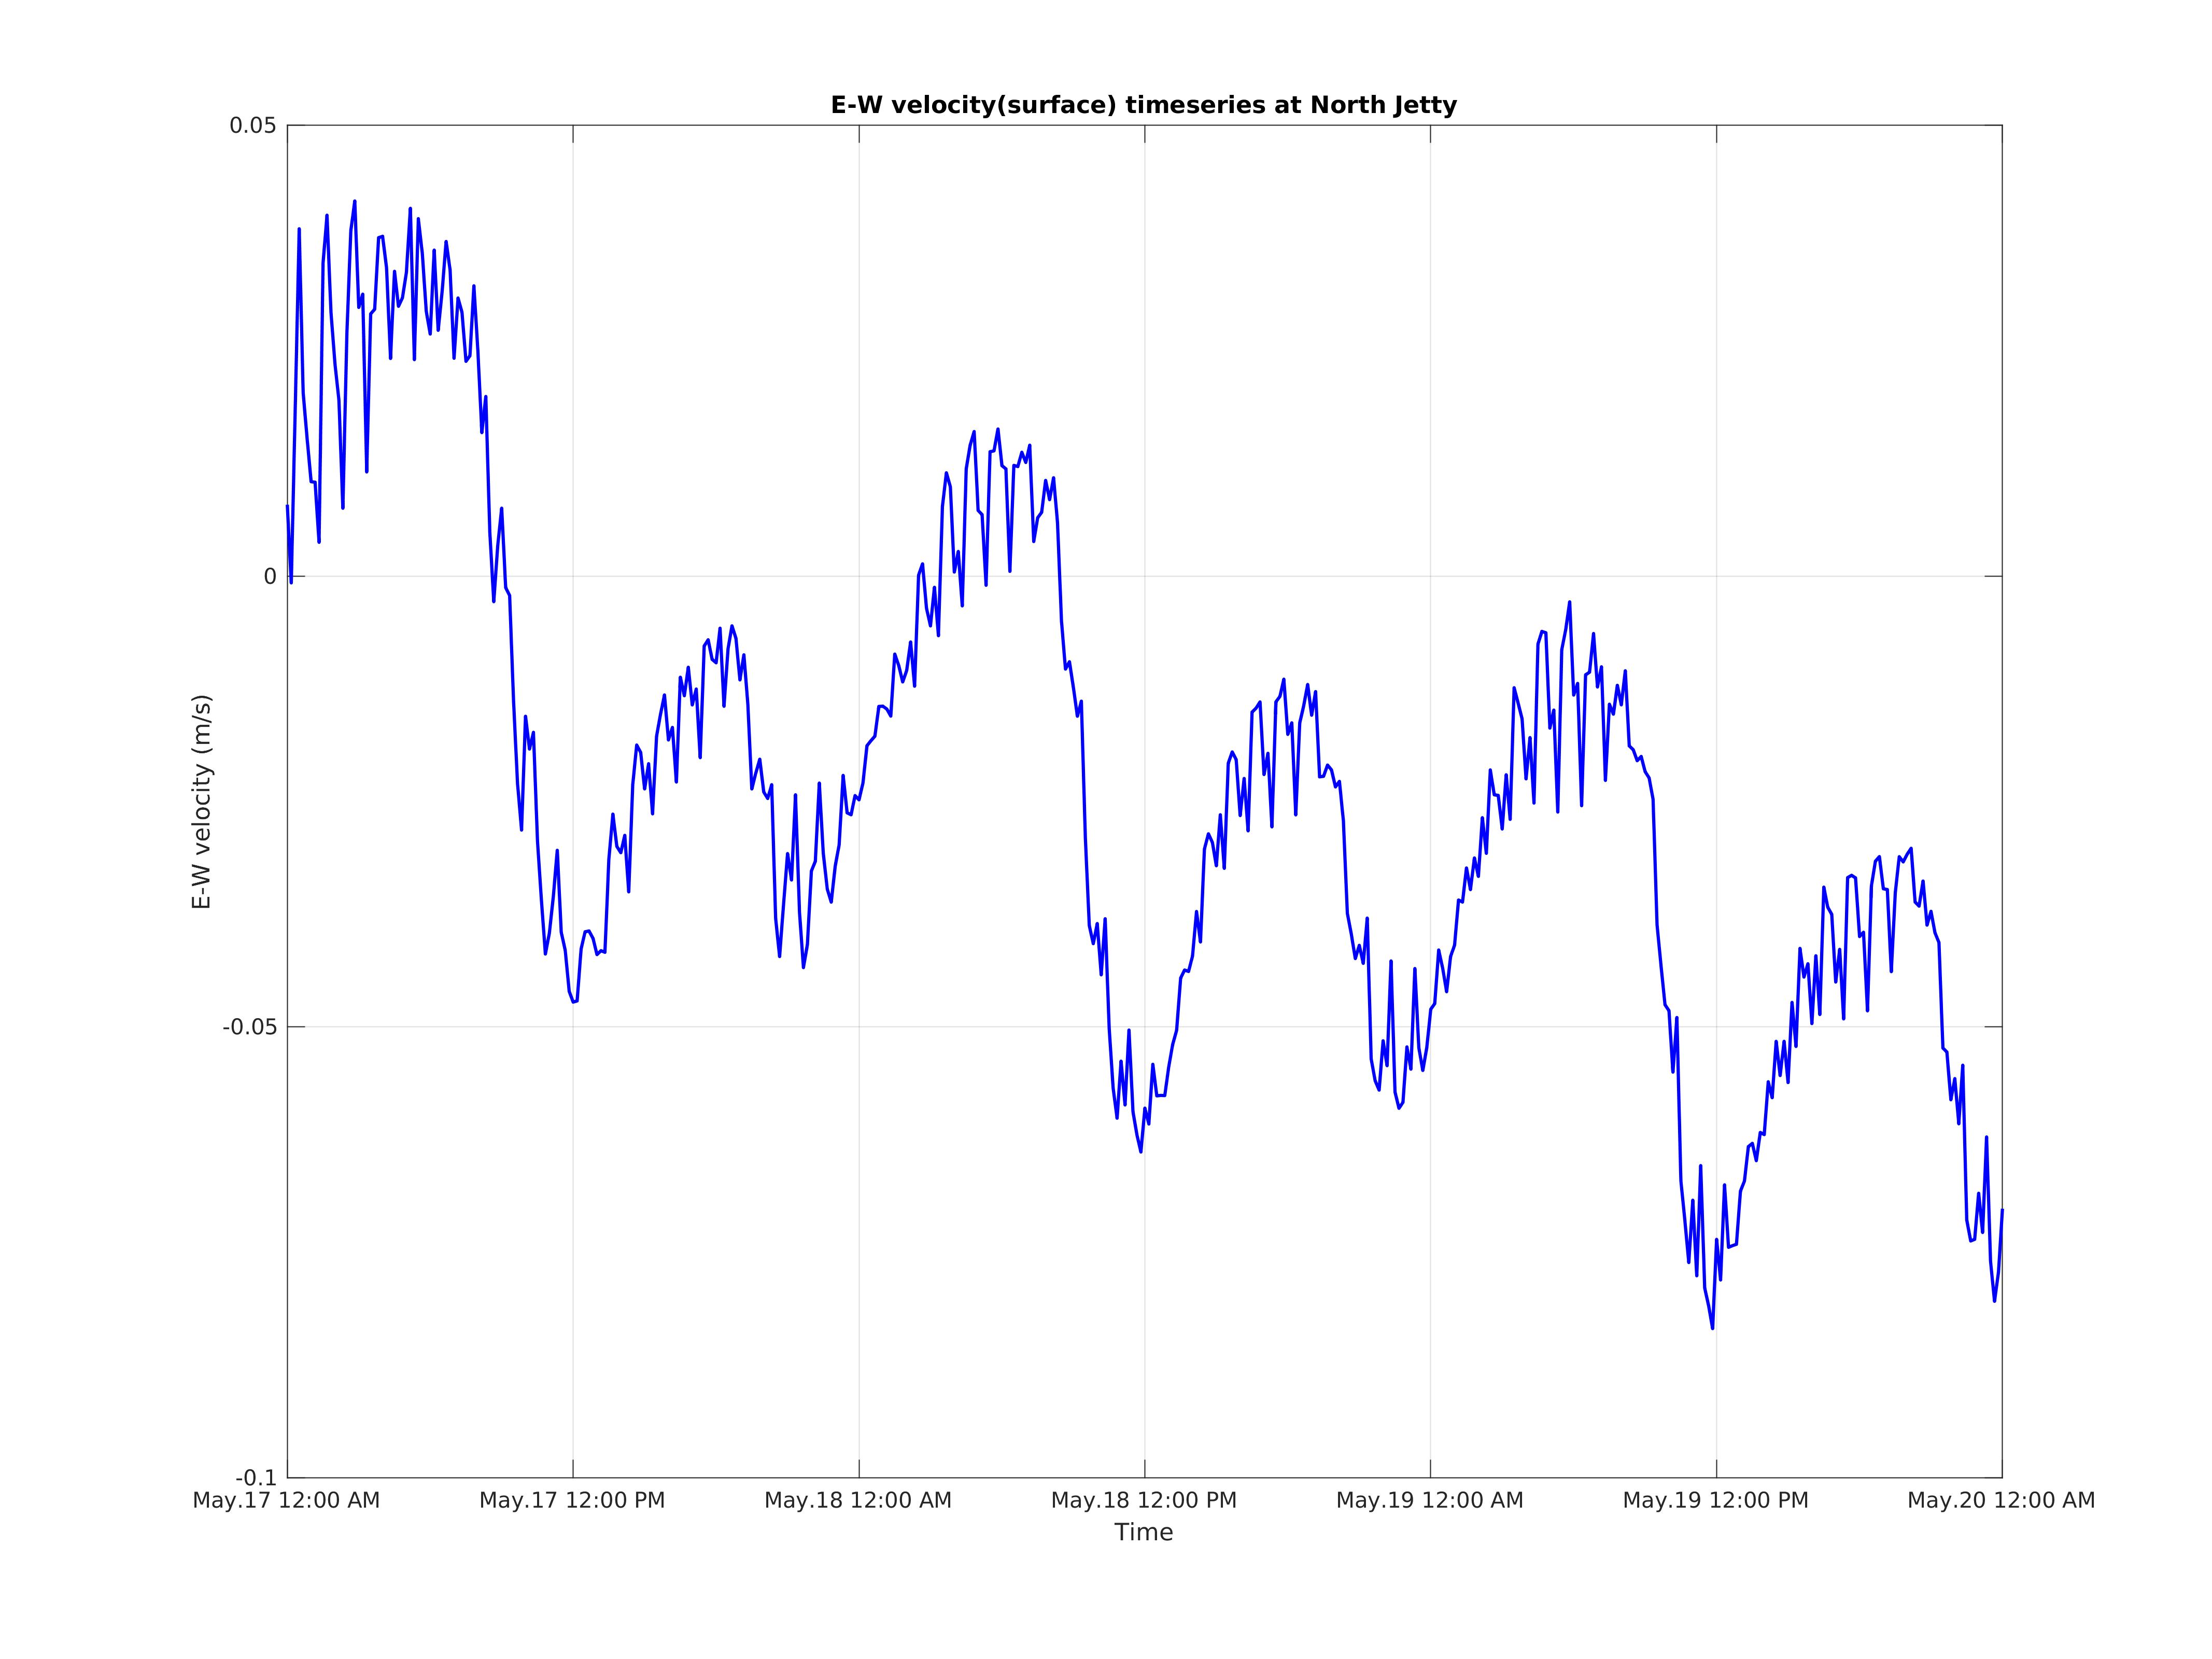 E-W velocity(surface) timeseries at North Jetty
0.05
0
-0.05
-0.1
E-W velocity (m/s)
May.17 12:00 AM May.17 12:00 PM May.18 12:00 AM May.18 12:00 PM May.19 12:00 AM May.19 12:00 PM May.20 12:00 AM
Time